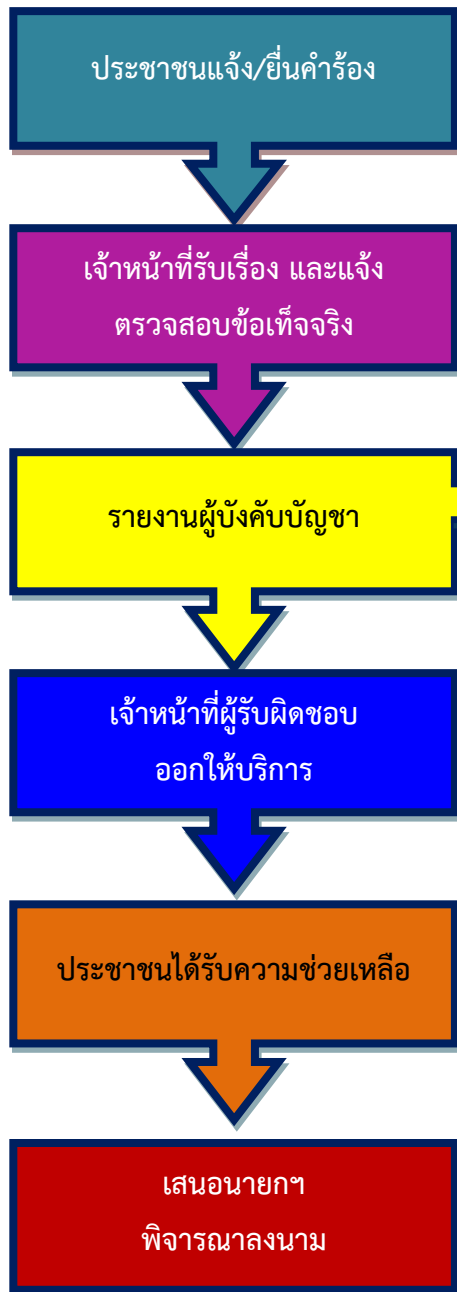 ประชาชนแจ้ง/ยื่นคำร้อง
เจ้าหน้าที่รับเรื่อง และแจ้ง
ตรวจสอบข้อเท็จจริง
รายงานผู้บังคับบัญชา
เจ้าหน้าที่ผู้รับผิดชอบ
ออกให้บริการ
ประชาชนได้รับความช่วยเหลือ
เสนอนายกฯ
พิจารณาลงนาม